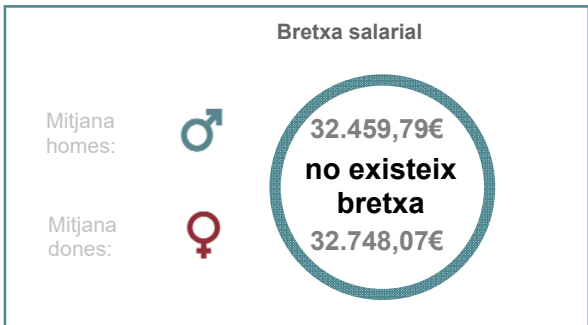 Bretxa salarial
Mitjana
homes:
32.459,79€
no existeix
bretxa
Mitjana
dones:
32.748,07€